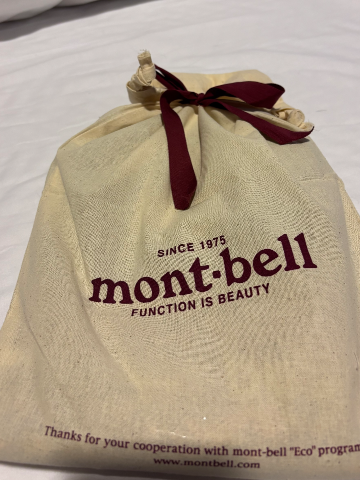 SINCE 1975
mont·bell
FUNCTION IS BEAUTY
Thanks for your cooperation with mont-bell "Eco" program
www.montbell.com